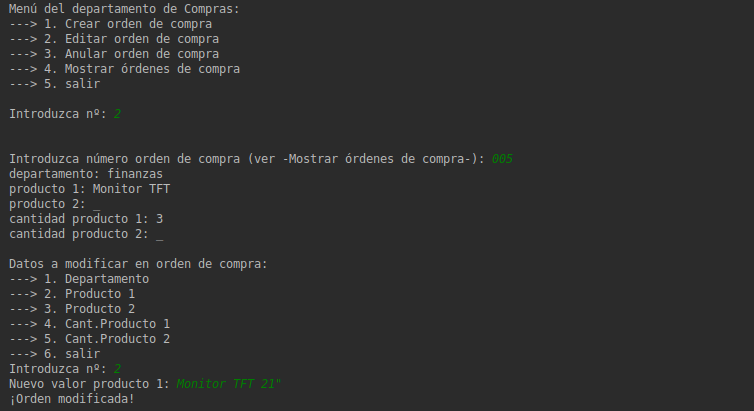 Menú del departamento de Compras:
---> 1. Crear orden de compra
---> 2. Editar orden de compra
---> 3. Anular orden de compra
---> 4. Mostrar órdenes de compra
---> 5. salir
Introduzca nº: 2
Introduzca número orden de compra (ver -Mostrar órdenes de compra-): 005
departamento: finanzas
producto 1: Monitor TFT
producto 2: _
cantidad producto 1: 3
cantidad producto 2: _
Datos a modificar en orden de compra:
---> 1. Departamento
---> 2. Producto 1
---> 3. Producto 2
---> 4. Cant.Producto 1
---> 5. Cant.Producto 2
---> 6. salir
Introduzca nº: 2
Nuevo valor producto 1: Monitor TFT 21"
¡Orden modificada!